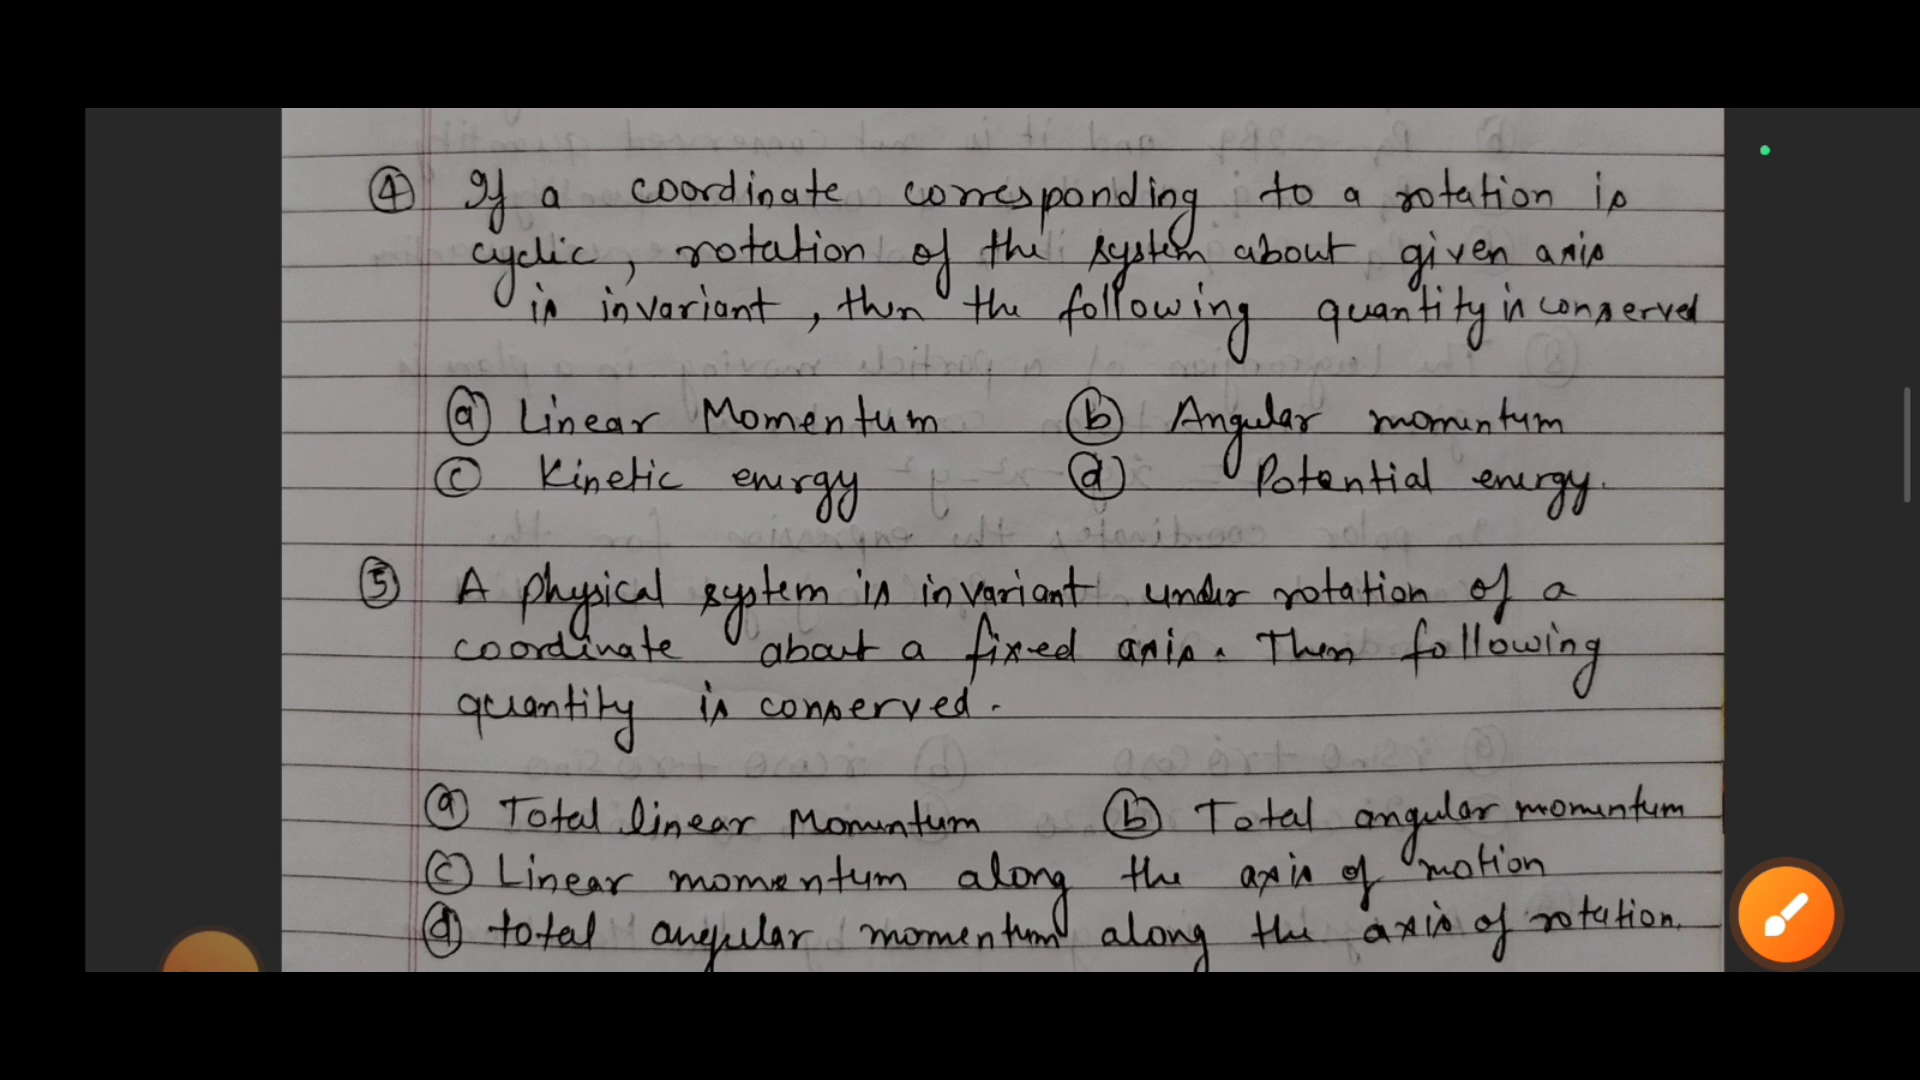 ④ If a coordinate corresponding to a rotation is
cyclic, rotation of the system about given axis
is invariant, then the following quantity is conserved
ⓐ Linear Momentum ⓑ Angular momentum
ⓒ Kinetic energy ⓓ Potential energy.
⑤ A physical system is invariant under rotation of a
coordinate about a fixed axis. Then following
quantity is conserved.
ⓐ Total linear Momentum ⓑ Total angular momentum
ⓒ Linear momentum along the axis of motion
ⓓ total angular momentum along the axis of rotation.